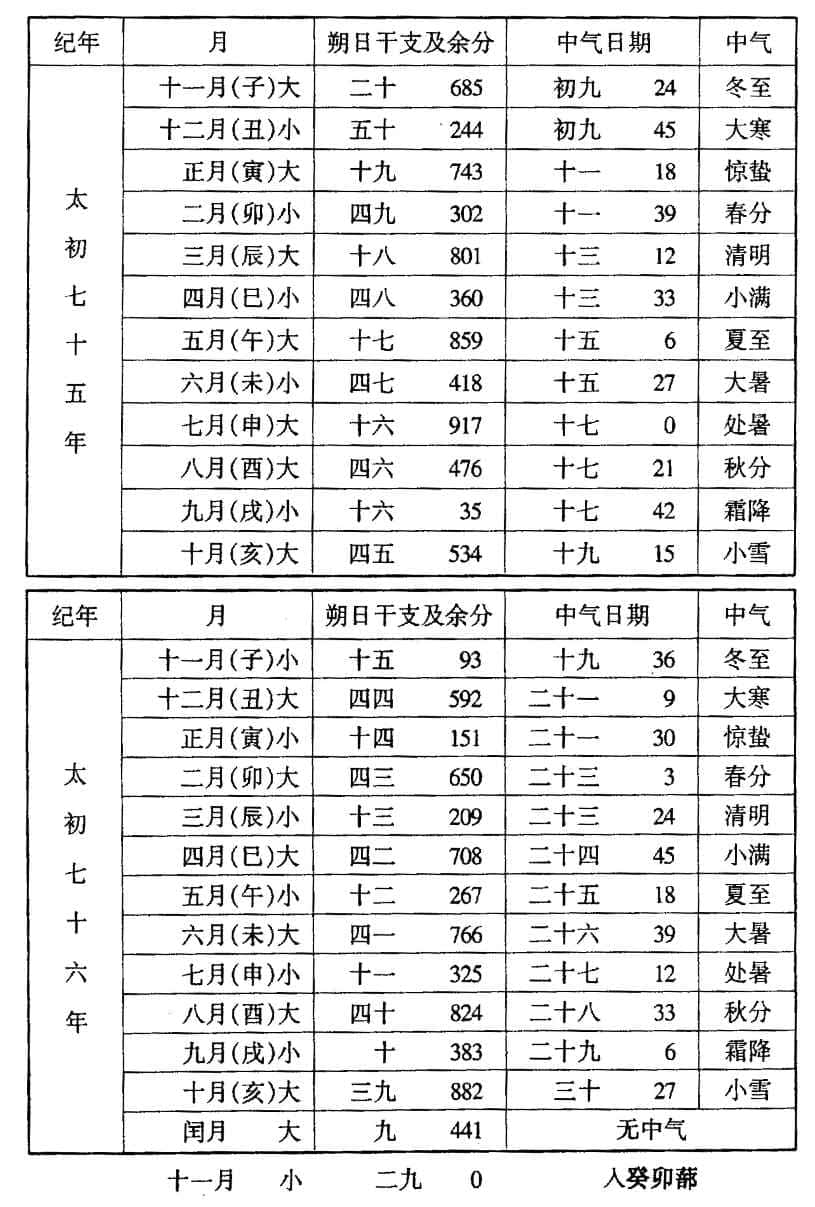 纪年 月 朔日干支及余分 中气日期 中气
太初七十五年
十一月(子)大 二十 685 初九 24 冬至
十二月(丑)小 五十 244 初九 45 大寒
正月(寅)大 十九 743 十一 18 惊蛰
二月(卯)小 四九 302 十一 39 春分
三月(辰)大 十八 801 十三 12 清明
四月(巳)小 四八 360 十三 33 小满
五月(午)大 十七 859 十五 6 夏至
六月(未)小 四七 418 十五 27 大暑
七月(申)大 十六 917 十七 0 处暑
八月(酉)大 四六 476 十七 21 秋分
九月(戌)小 十六 35 十七 42 霜降
十月(亥)大 四五 534 十九 15 小雪
纪年 月 朔日干支及余分 中气日期 中气
太初七十六年
十一月(子)小 十五 93 十九 36 冬至
十二月(丑)大 四四 592 二十一 9 大寒
正月(寅)小 十四 151 二十一 30 惊蛰
二月(卯)大 四三 650 二十三 3 春分
三月(辰)小 十三 209 二十三 24 清明
四月(巳)大 四二 708 二十四 45 小满
五月(午)小 十二 267 二十五 18 夏至
六月(未)大 四一 766 二十六 39 大暑
七月(申)小 十一 325 二十七 12 处暑
八月(酉)大 四十 824 二十八 33 秋分
九月(戌)小 十 383 二十九 6 霜降
十月(亥)大 三九 882 三十 27 小雪
闰月 大 九 441 无中气
十一月 小 二九 0 入癸卯蔀